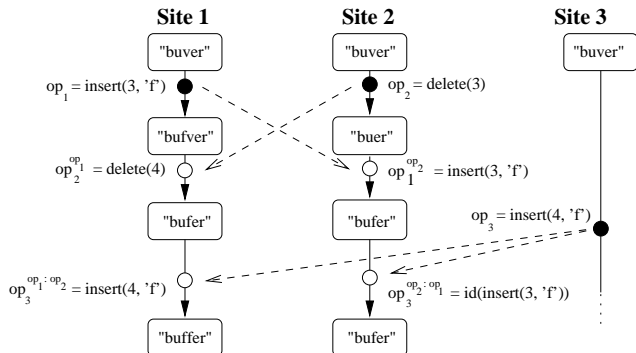 Site 1 Site 2 Site 3
"buver" "buver" "buver"
op₁ = insert(3, 'f') op₂ = delete(3)
"bufver" "buer"
op₂^op₁ = delete(4) op₁^op₂ = insert(3, 'f')
"bufer" "bufer" op₃ = insert(4, 'f')
op₃^op₁:op₂ = insert(4, 'f') op₃^op₂:op₁ = id(insert(3, 'f'))
"buffer" "bufer"